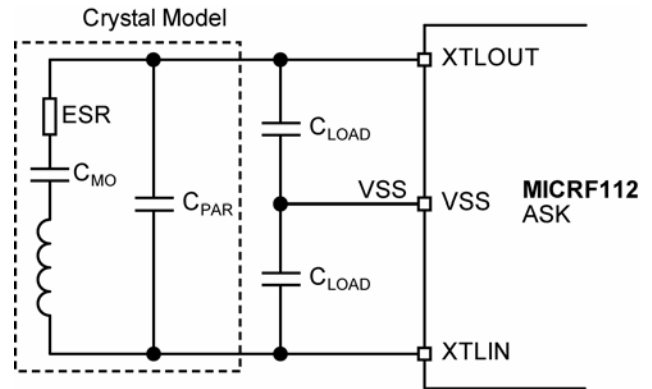 Crystal Model
XTLOUT
ESR
C_LOAD
C_MO
VSS
VSS
MICRF112
ASK
C_PAR
C_LOAD
XTLIN